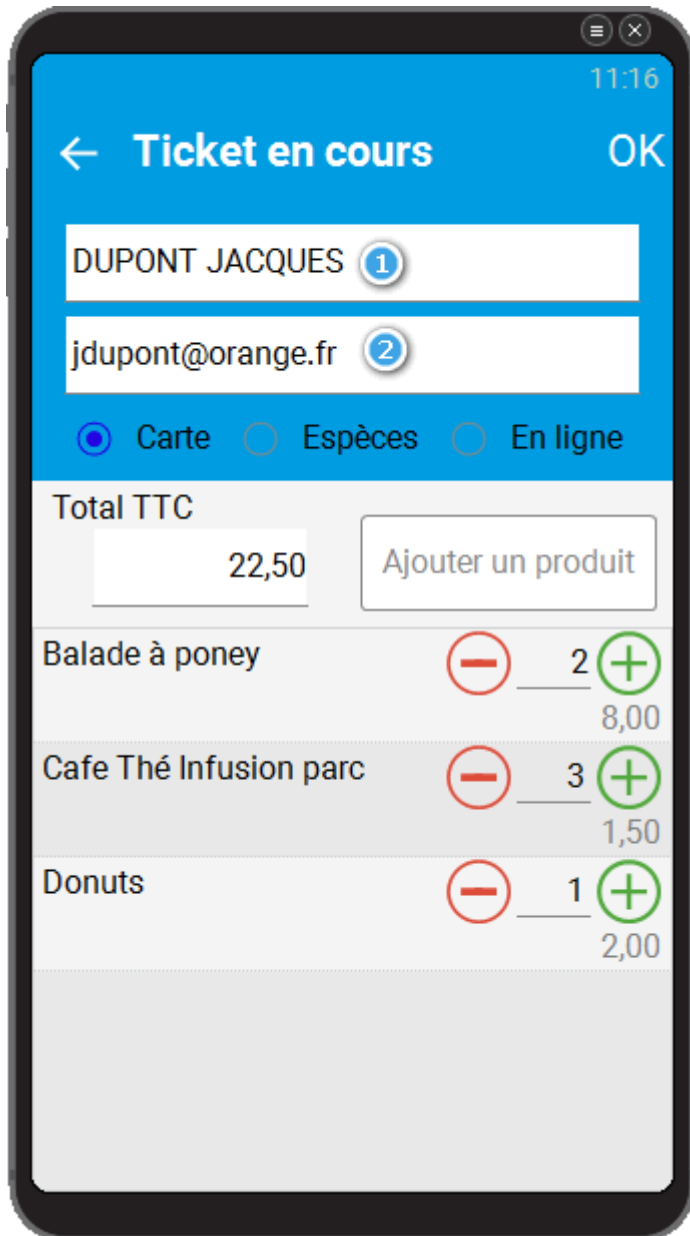 11:16
Ticket en cours OK
DUPONT JACQUES 1
jdupont@orange.fr 2
Carte Espèces En ligne
Total TTC
22,50 Ajouter un produit
Balade à poney 2
8,00
Cafe Thé Infusion parc 3
1,50
Donuts 1
2,00